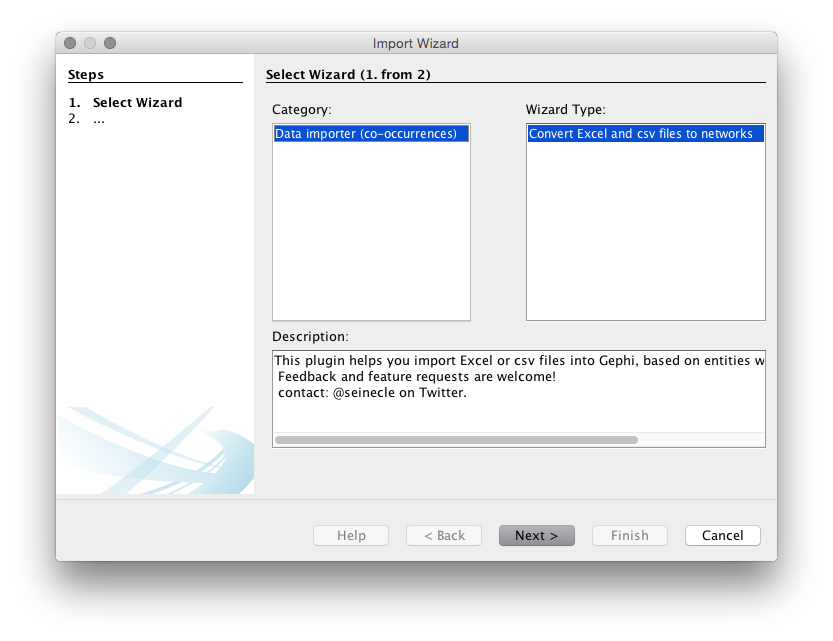 Import Wizard
Steps
1. Select Wizard
2. ...
Select Wizard (1. from 2)
Category:
Data importer (co-occurrences)
Wizard Type:
Convert Excel and csv files to networks
Description:
This plugin helps you import Excel or csv files into Gephi, based on entities
Feedback and feature requests are welcome!
contact: @seinecle on Twitter.
Help
< Back
Next >
Finish
Cancel